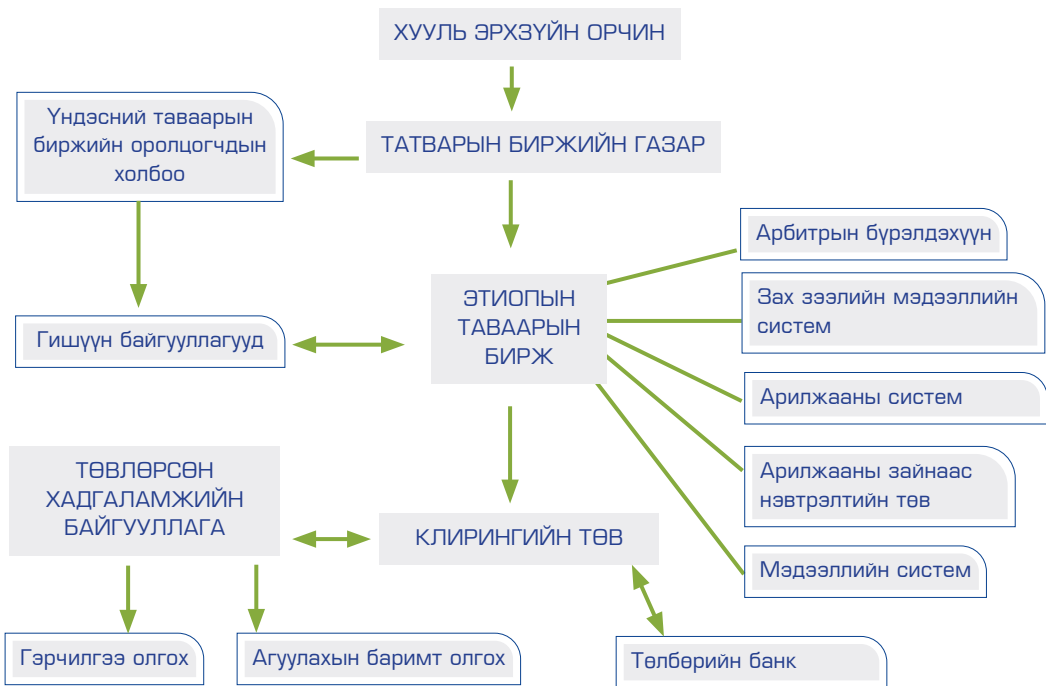 ХУУЛЬ ЭРХЗҮЙН ОРЧИН
Үндэсний таваарын
биржийн оролцогчдын
холбоо
ТАТВАРЫН БИРЖИЙН ГАЗАР
Арбитрын бүрэлдэхүүн
ЭТИОПЫН
ТАВААРЫН
БИРЖ
Зах зээлийн мэдээллийн
систем
Гишүүн байгууллагууд
Арилжааны систем
ТӨВЛӨРСӨН
ХАДГАЛАМЖИЙН
БАЙГУУЛЛАГА
Арилжааны зайнаас
нэвтрэлтийн төв
КЛИРИНГИЙН ТӨВ
Мэдээллийн систем
Гэрчилгээ олгох
Агуулахын баримт олгох
Төлбөрийн банк